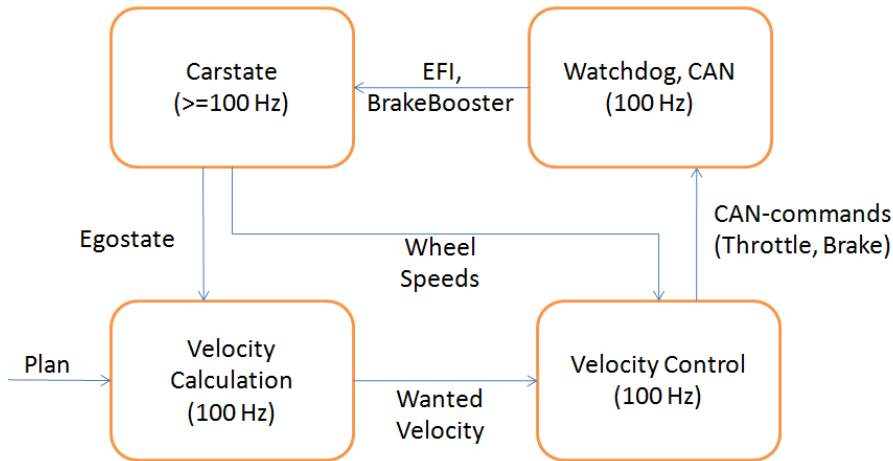 Carstate
(>=100 Hz)
EFI,
BrakeBooster
Watchdog, CAN
(100 Hz)
Egostate
Wheel
Speeds
CAN-commands
(Throttle, Brake)
Plan
Velocity
Calculation
(100 Hz)
Wanted
Velocity
Velocity Control
(100 Hz)